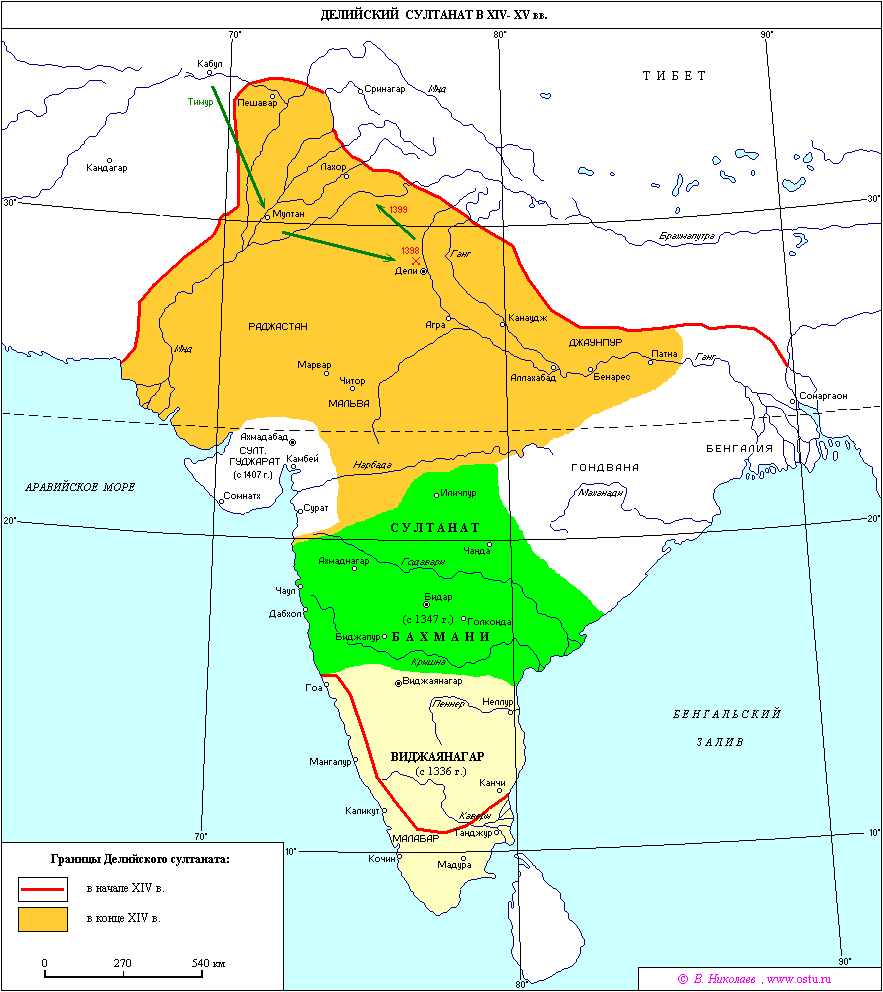 ДЕЛИЙСКИЙ СУЛТАНАТ В XIV- XV вв.
70°
80°
90°
Кабул
ТИБЕТ
Тимур
Пешавар
Сринагар
Инд
Кандагар
Лахор
30°
Мултан
1399
30°
Брахмапутра
1398
Ганг
Дели
РАДЖАСТАН
Агра
Канаудж
Инд
ДЖАУНПУР
Патна
Ганг
Марвар
Читор
Аллахабад
Бенарес
МАЛЬВА
Сонаргаон
Ахмадабад
СУЛТ.
ГУДЖАРАТ
(с 1407 г.)
Камбей
Нарбада
ГОНДВАНА
БЕНГАЛИЯ
АРАВИЙСКОЕ МОРЕ
Сомнатх
Сурат
Иличпур
Маханади
20°
СУЛТАНАТ
20°
Чанда
Ахмаднагар
Годавари
Чаул
Бидар
Дабхол
(с 1347 г.)
Голконда
Биджапур
БАХМАНИ
Кришна
Гоа
Виджаянагар
Неллур
Пеннер
БЕНГАЛЬСКИЙ
ЗАЛИВ
ВИДЖАЯНАГАР
(с 1336 г.)
Мангалур
Канчи
Каликут
Кавери
70°
МАЛАБАР
Танджур
10°
10°
Кочин
Мадура
Границы Делийского султаната:
в начале XIV в.
в конце XIV в.
0
270
540 км
80°
90°
© В. Николаев , www.ostu.ru